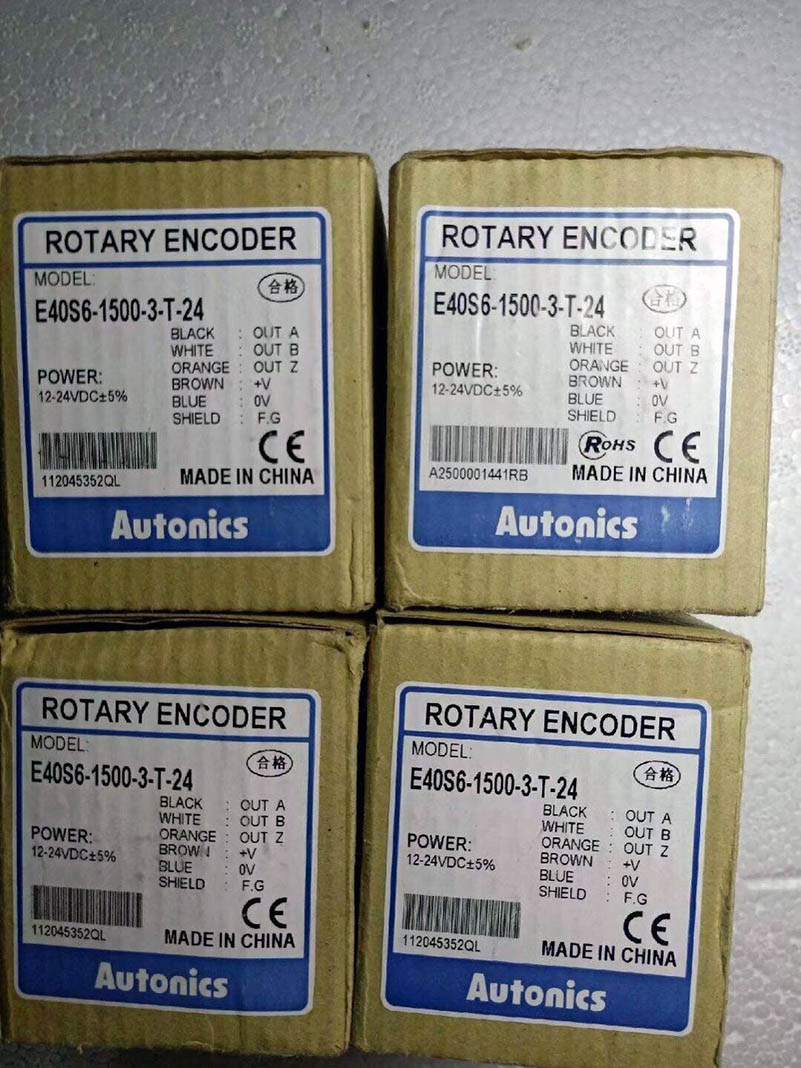 ROTARY ENCODER
MODEL:
合格
E40S6-1500-3-T-24
BLACK : OUT A
WHITE : OUT B
ORANGE : OUT Z
POWER:
BROWN : +V
12-24VDC±5%
BLUE : 0V
SHIELD : F.G
CE
112045352QL
MADE IN CHINA
Autonics
ROTARY ENCODER
MODEL:
合格
E40S6-1500-3-T-24
BLACK : OUT A
WHITE : OUT B
ORANGE : OUT Z
POWER:
BROWN : +V
12-24VDC±5%
BLUE : 0V
SHIELD : F.G
ROHS CE
A2500001441RB
MADE IN CHINA
Autonics
ROTARY ENCODER
MODEL:
合格
E40S6-1500-3-T-24
BLACK : OUT A
WHITE : OUT B
ORANGE : OUT Z
POWER:
BROWN : +V
12-24VDC±5%
BLUE : 0V
SHIELD : F.G
CE
112045352QL
MADE IN CHINA
Autonics
ROTARY ENCODER
MODEL:
合格
E40S6-1500-3-T-24
BLACK : OUT A
WHITE : OUT B
ORANGE : OUT Z
POWER:
BROWN : +V
12-24VDC±5%
BLUE : 0V
SHIELD : F.G
CE
112045352QL
MADE IN CHINA
Autonics